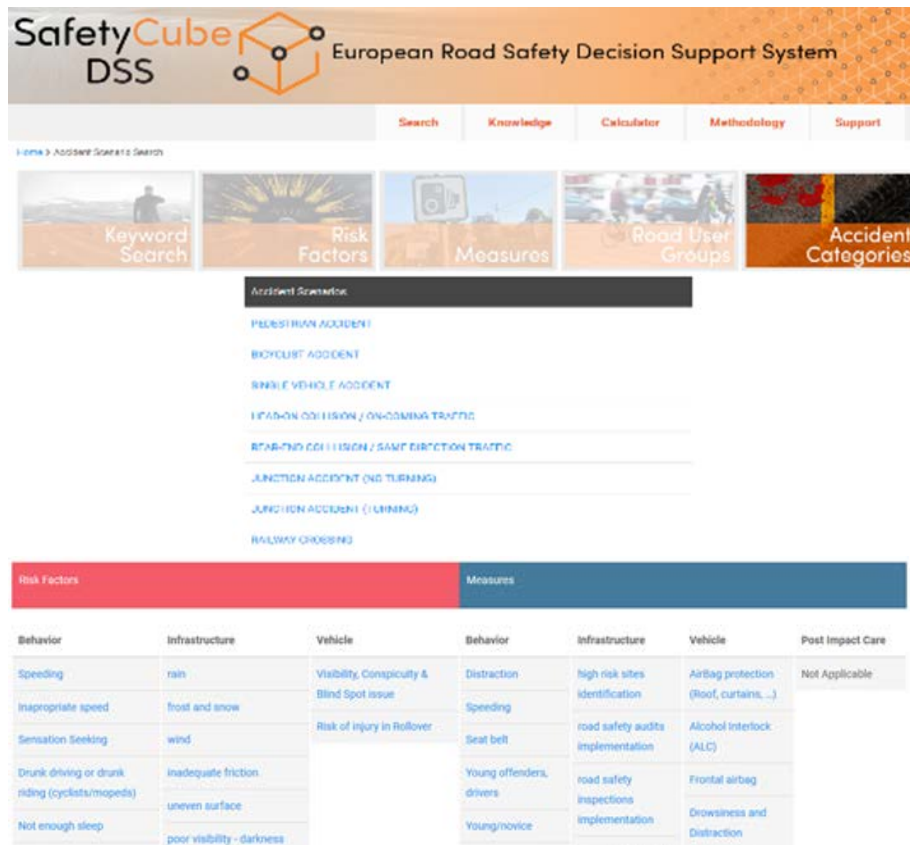 SafetyCube
DSS
European Road Safety Decision Support System
Search Knowledge Calculator Methodology Support
Home > Accident Scenario Search
Keyword
Search
Risk
Factors
Measures
Road User
Groups
Accident
Categories
Accident Scenarios
PEDESTRIAN ACCIDENT
BICYCLIST ACCIDENT
SINGLE VEHICLE ACCIDENT
HEAD-ON COLLISION / ON-COMING TRAFFIC
REAR-END COLLISION / SAME DIRECTION TRAFFIC
JUNCTION ACCIDENT (NO TURNING)
JUNCTION ACCIDENT (TURNING)
RAILWAY CROSSING
Risk Factors
Behavior
Speeding
Inapropriate speed
Sensation Seeking
Drunk driving or drunk
riding (cyclists/mopeds)
Not enough sleep
Infrastructure
rain
frost and snow
wind
inadequate friction
uneven surface
poor visibility - darkness
Vehicle
Visibility, Conspicuity &
Blind Spot issue
Risk of injury in Rollover
Measures
Behavior
Distraction
Speeding
Seat belt
Young offenders,
drivers
Young/novice
Infrastructure
high risk sites
identification
road safety audits
implementation
road safety
inspections
implementation
Vehicle
AirBag protection
(Roof, curtains, ...)
Alcohol Interlock
(ALC)
Frontal airbag
Drowsiness and
Distraction
Post Impact Care
Not Applicable